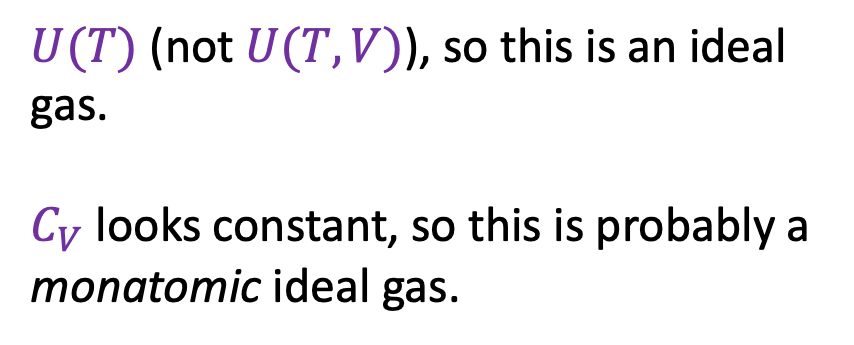 U(T) (not U(T,V)), so this is an ideal
gas.
C_V looks constant, so this is probably a
monatomic ideal gas.